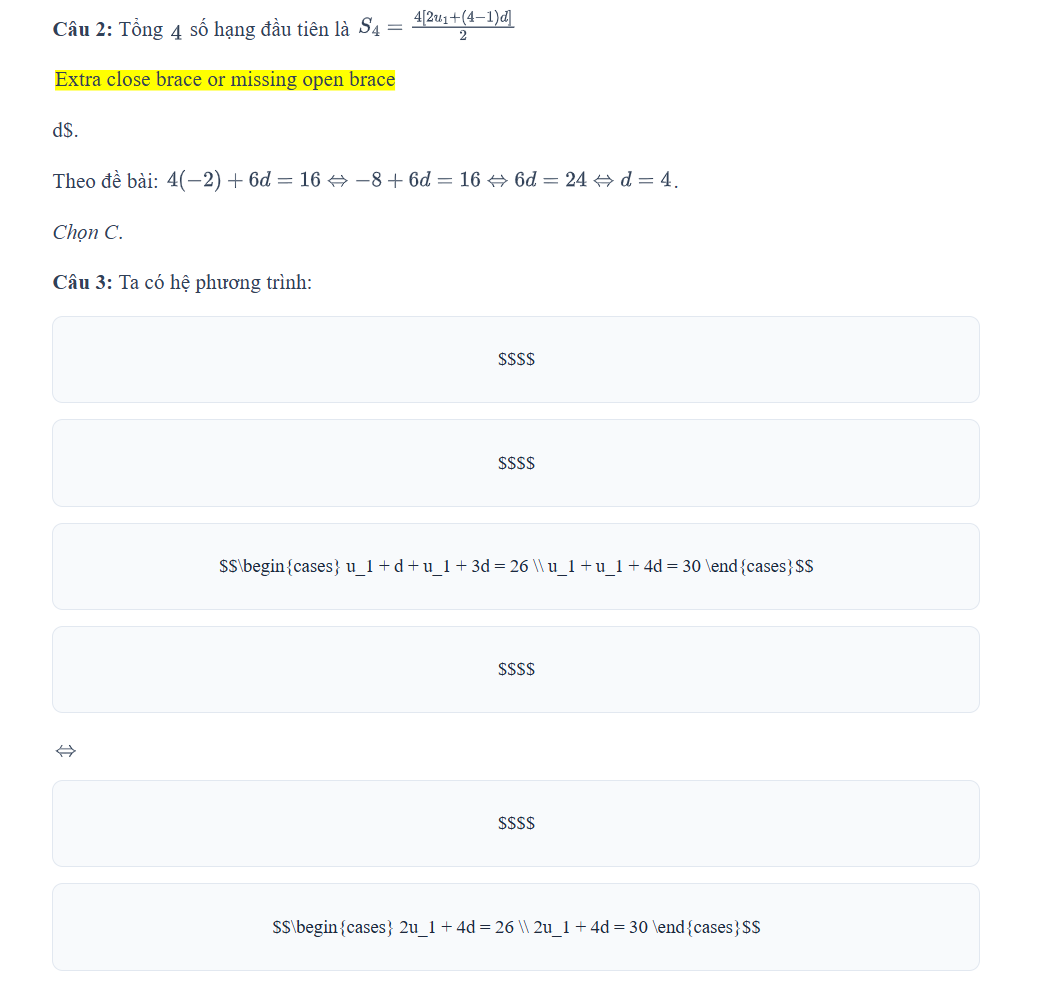 Câu 2: Tổng 4 số hạng đầu tiên là $S_4 = \frac{4[2u_1+(4-1)d]}{2}$
Extra close brace or missing open brace
d$.
Theo đề bài: 4(−2) + 6d = 16 ⇔ −8 + 6d = 16 ⇔ 6d = 24 ⇔ d = 4.
Chọn C.
Câu 3: Ta có hệ phương trình:
$$$$
$$$$
$$\begin{cases} u_1 + d + u_1 + 3d = 26 \\ u_1 + u_1 + 4d = 30 \end{cases}$$
$$$$
⇔
$$$$
$$\begin{cases} 2u_1 + 4d = 26 \\ 2u_1 + 4d = 30 \end{cases}$$